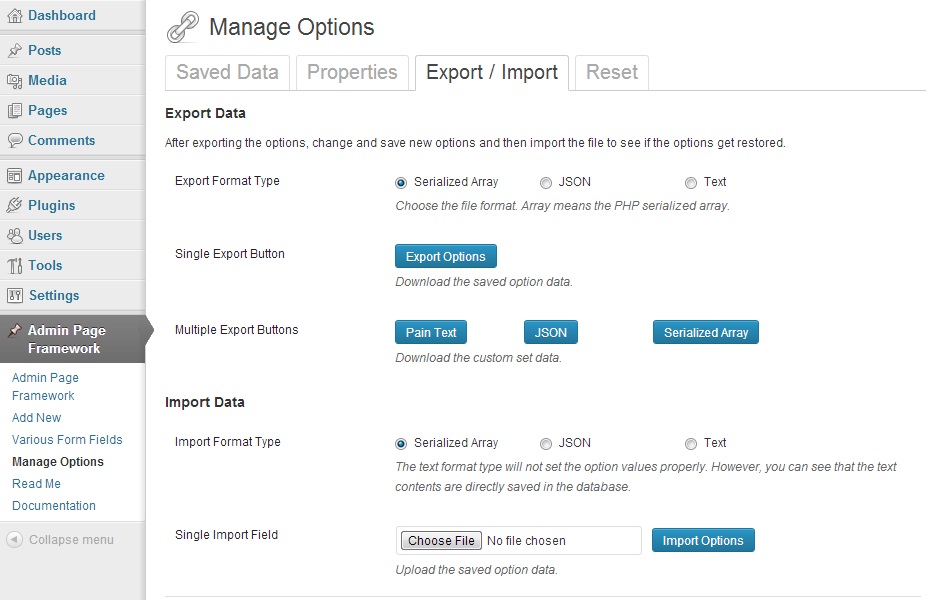 Dashboard
Posts
Media
Pages
Comments
Appearance
Plugins
Users
Tools
Settings
Admin Page
Framework
Admin Page
Framework
Add New
Various Form Fields
Manage Options
Read Me
Documentation
Collapse menu
Manage Options
Saved Data Properties Export / Import Reset
Export Data
After exporting the options, change and save new options and then import the file to see if the options get restored.
Export Format Type Serialized Array JSON Text
Choose the file format. Array means the PHP serialized array.
Single Export Button Export Options
Download the saved option data.
Multiple Export Buttons Pain Text JSON Serialized Array
Download the custom set data.
Import Data
Import Format Type Serialized Array JSON Text
The text format type will not set the option values properly. However, you can see that the text
contents are directly saved in the database.
Single Import Field Choose File No file chosen Import Options
Upload the saved option data.